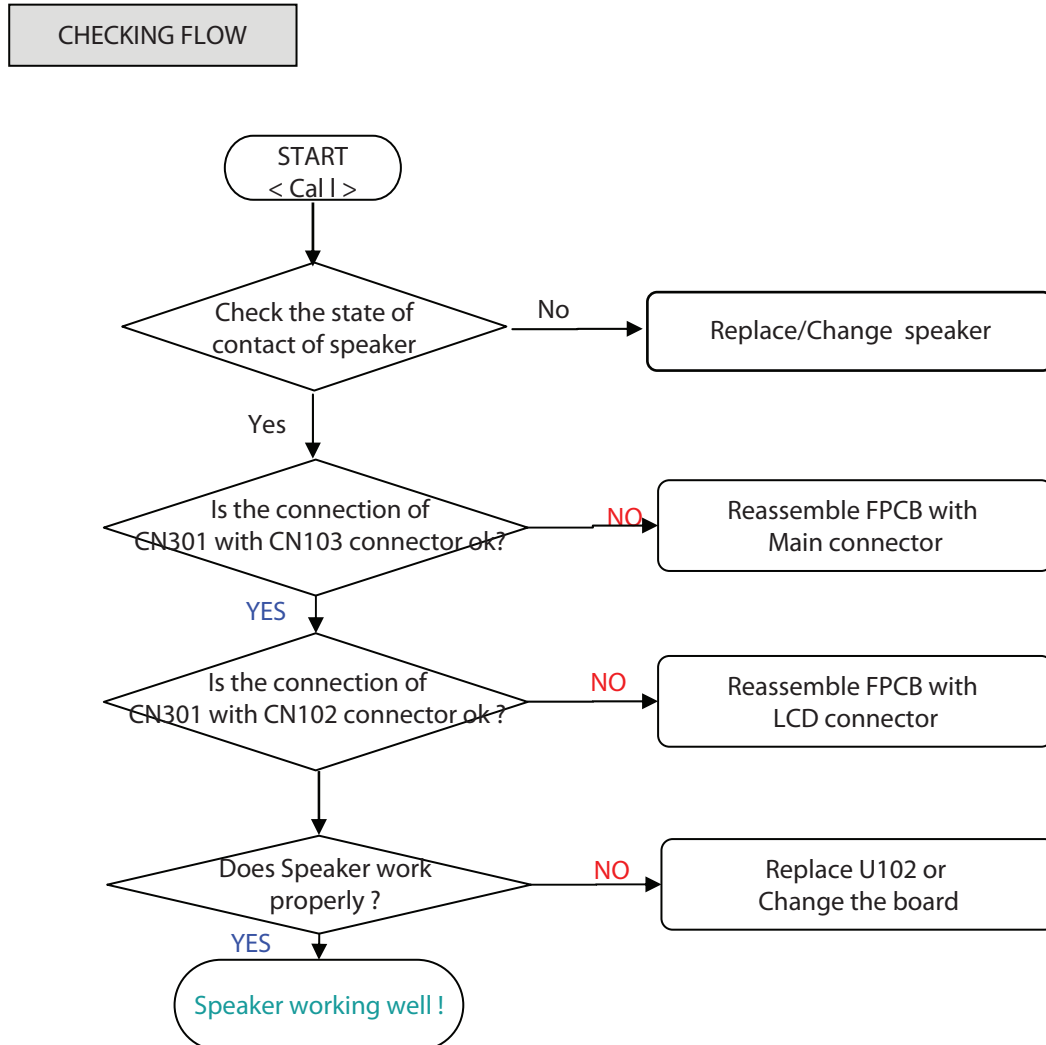 CHECKING FLOW
START
< Cal l >
Check the state of
contact of speaker
No
Replace/Change speaker
Yes
Is the connection of
CN301 with CN103 connector ok?
NO
Reassemble FPCB with
Main connector
YES
Is the connection of
CN301 with CN102 connector ok ?
NO
Reassemble FPCB with
LCD connector
Does Speaker work
properly ?
NO
Replace U102 or
Change the board
YES
Speaker working well !